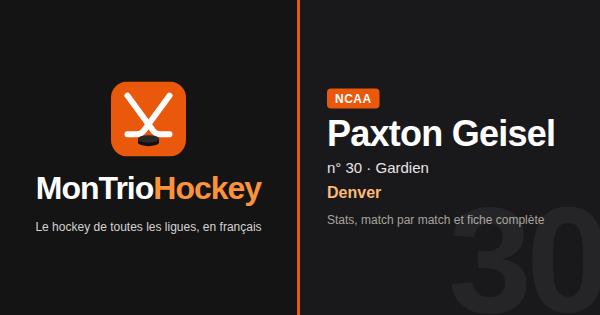 MonTrioHockey
Le hockey de toutes les ligues, en français
NCAA
Paxton Geisel
n° 30 · Gardien
Denver
Stats, match par match et fiche complète
30